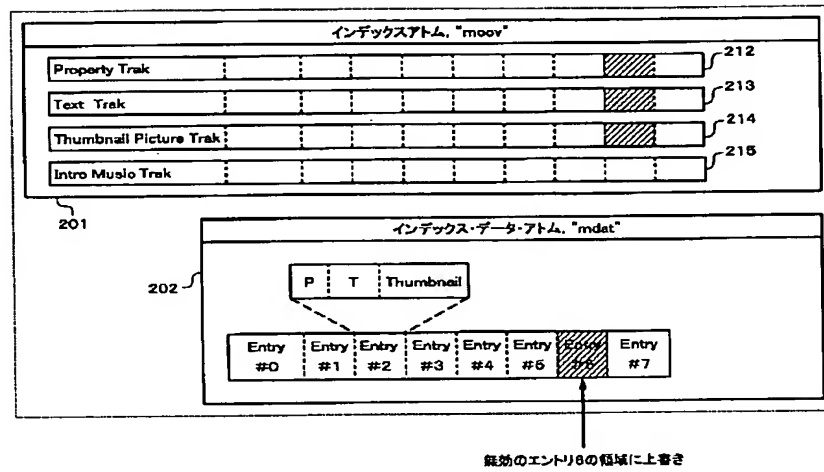 インデックスアトム, "moov"
Property Trak
212
Text Trak
213
Thumbnail Picture Trak
214
Intro Music Trak
215
201
インデックス・データ・アトム, "mdat"
202
P T Thumbnail
Entry #0
Entry #1
Entry #2
Entry #3
Entry #4
Entry #5
Entry #6
Entry #7
無効のエントリ6の領域に上書き